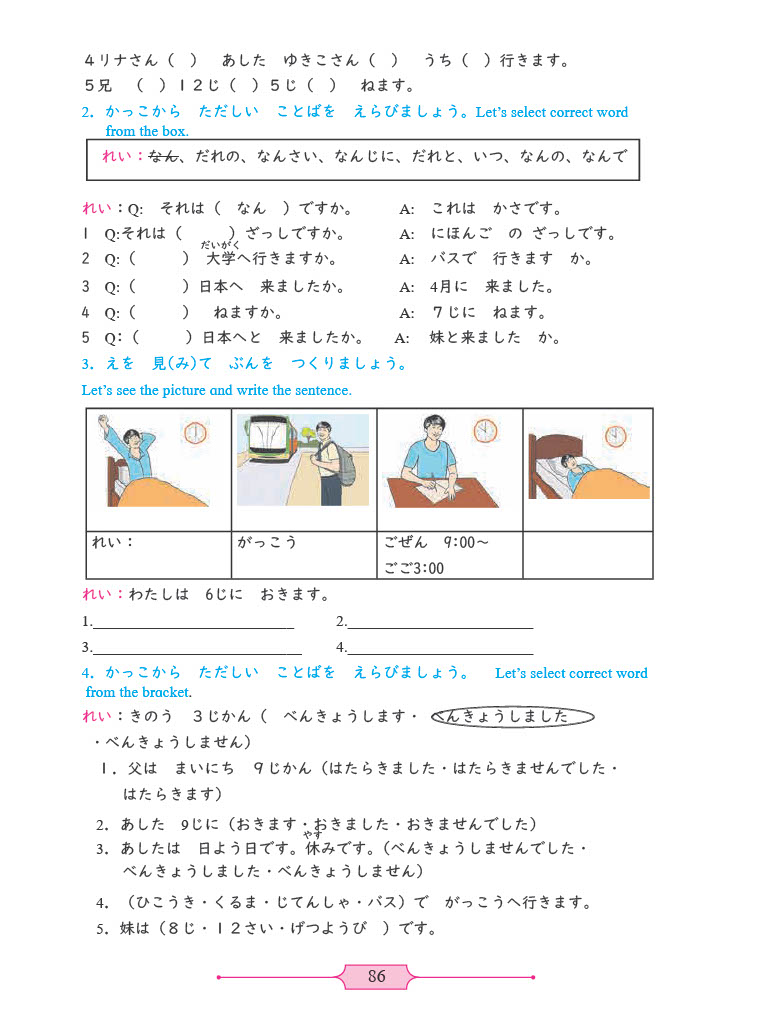 4リナさん（　）　あした　ゆきこさん（　）　うち（　）行きます。
5兄　（　）12じ（　）5じ（　）　ねます。
2. かっこから　ただしい　ことばを　えらびましょう。Let's select correct word
from the box.
れい：なん、だれの、なんさい、なんじに、だれと、いつ、なんの、なんで
れい：Q:　それは（　なん　）ですか。　A:　これは　かさです。
1　Q:それは（　　　）ざっしですか。　A:　にほんご　の ざっしです。
だいがく
2　Q:（　　　）　大学へ行きますか。　A:　バスで　行きます　か。
3　Q:（　　　）日本へ　来ましたか。　A:　4月に　来ました。
4　Q:（　　　）　ねますか。　A:　7じに　ねます。
5　Q:（　　　）日本へと　来ましたか。　A:　妹と来ました　か。
3. えを　見(み)て　ぶんを　つくりましょう。
Let's see the picture and write the sentence.
れい：　がっこう　ごぜん　9:00〜
ごご3:00
れい：わたしは　6じに　おきます。
1.__________________________　2.________________________
3.___________________________　4.________________________
4. かっこから　ただしい　ことばを　えらびましょう。　Let's select correct word
from the bracket.
れい：きのう　3じかん（　べんきょうします・　べんきょうしました
・べんきょうしません）
1. 父は　まいにち　9じかん（はたらきました・はたらきませんでした・
はたらきます）
2. あした　9じに（おきます・おきました・おきませんでした）
やす
3. あしたは　日よう日です。休みです。（べんきょうしませんでした・
べんきょうしました・べんきょうしません）
4. （ひこうき・くるま・じてんしゃ・バス）で　がっこうへ行きます。
5. 妹は（8じ・12さい・げつようび　）です。
86